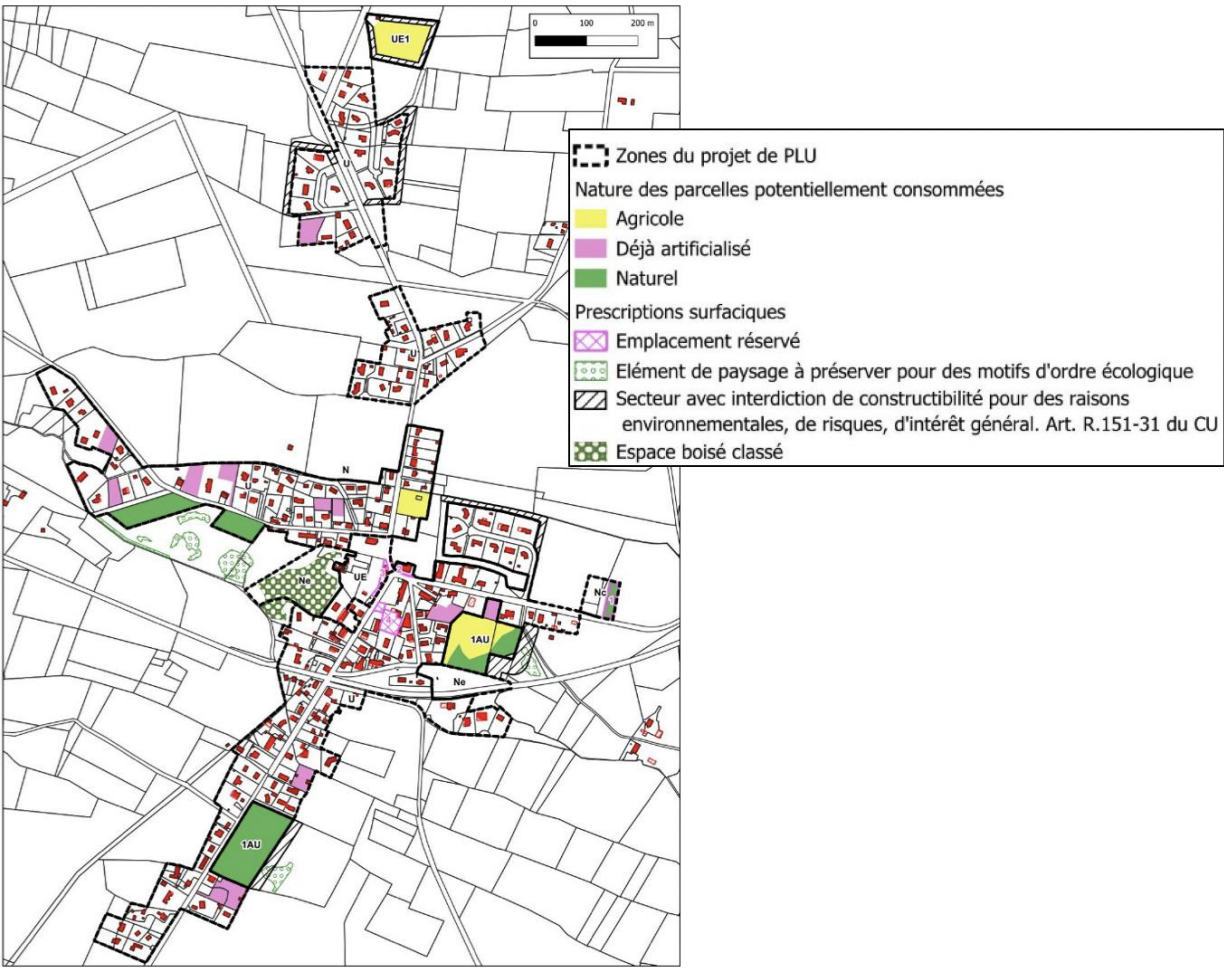 0 100 200 m
UE1
U
U
N
U
Ne
UE
Nc
1AU
Ne
U
1AU
Zones du projet de PLU
Nature des parcelles potentiellement consommées
Agricole
Déjà artificialisé
Naturel
Prescriptions surfaciques
Emplacement réservé
Elément de paysage à préserver pour des motifs d'ordre écologique
Secteur avec interdiction de constructibilité pour des raisons
environnementales, de risques, d'intérêt général. Art. R.151-31 du CU
Espace boisé classé